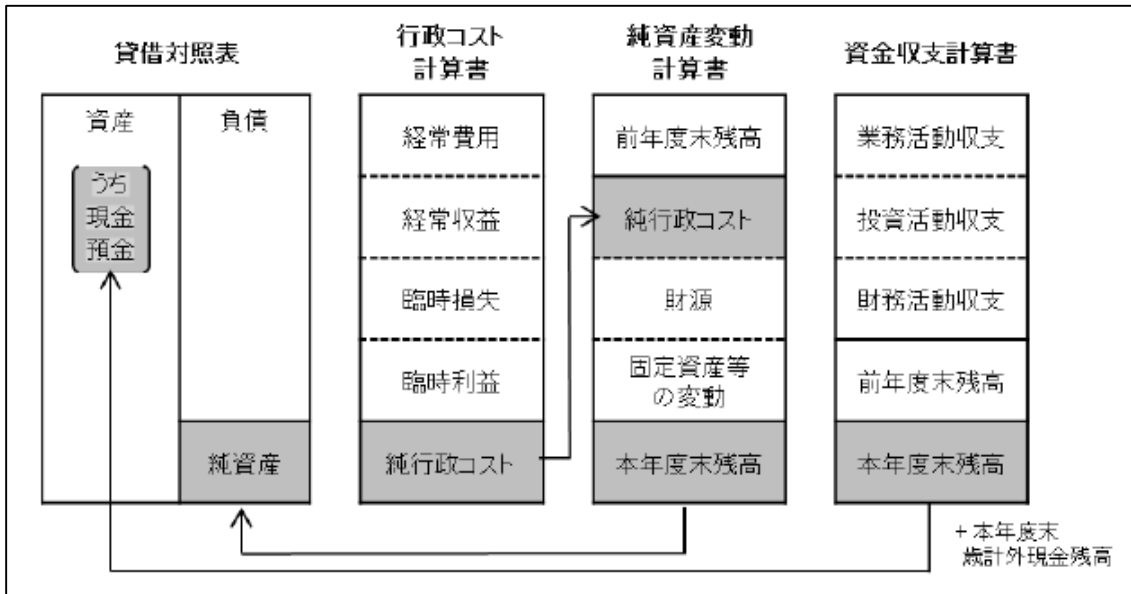 貸借対照表
資産
うち
現金
預金
負債
純資産
行政コスト
計算書
経常費用
経常収益
臨時損失
臨時利益
純行政コスト
純資産変動
計算書
前年度末残高
純行政コスト
財源
固定資産等
の変動
本年度末残高
資金収支計算書
業務活動収支
投資活動収支
財務活動収支
前年度末残高
本年度末残高
+本年度末
歳計外現金残高